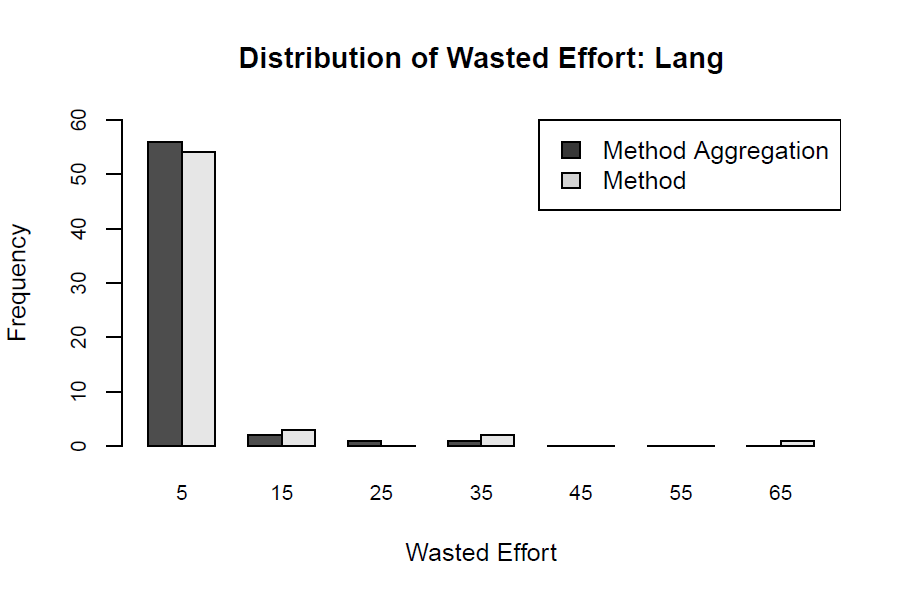 Distribution of Wasted Effort: Lang
Method Aggregation
Method
Frequency
60
50
40
30
20
10
0
5 15 25 35 45 55 65
Wasted Effort